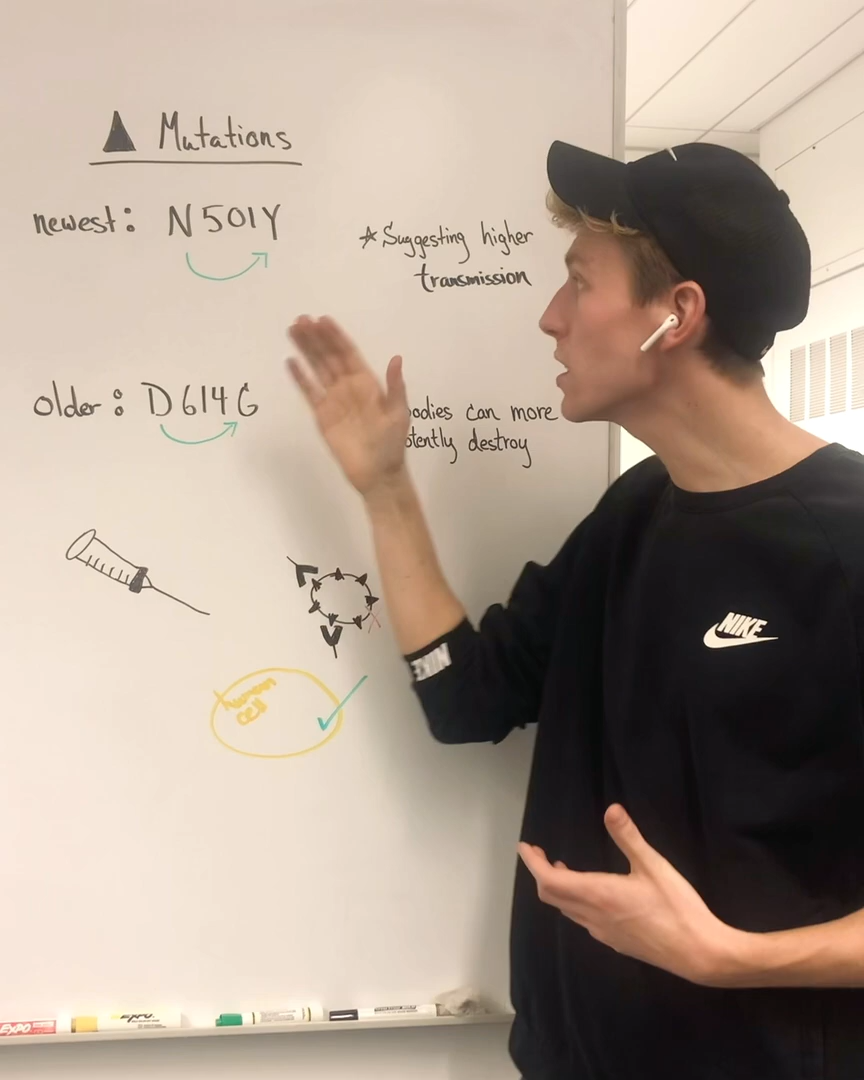 ▲ Mutations
newest: N501Y
★ Suggesting higher
transmission
older: D614G
odies can more
otently destroy
human
cell
NIKE
NIKE
EXPO
EXPO